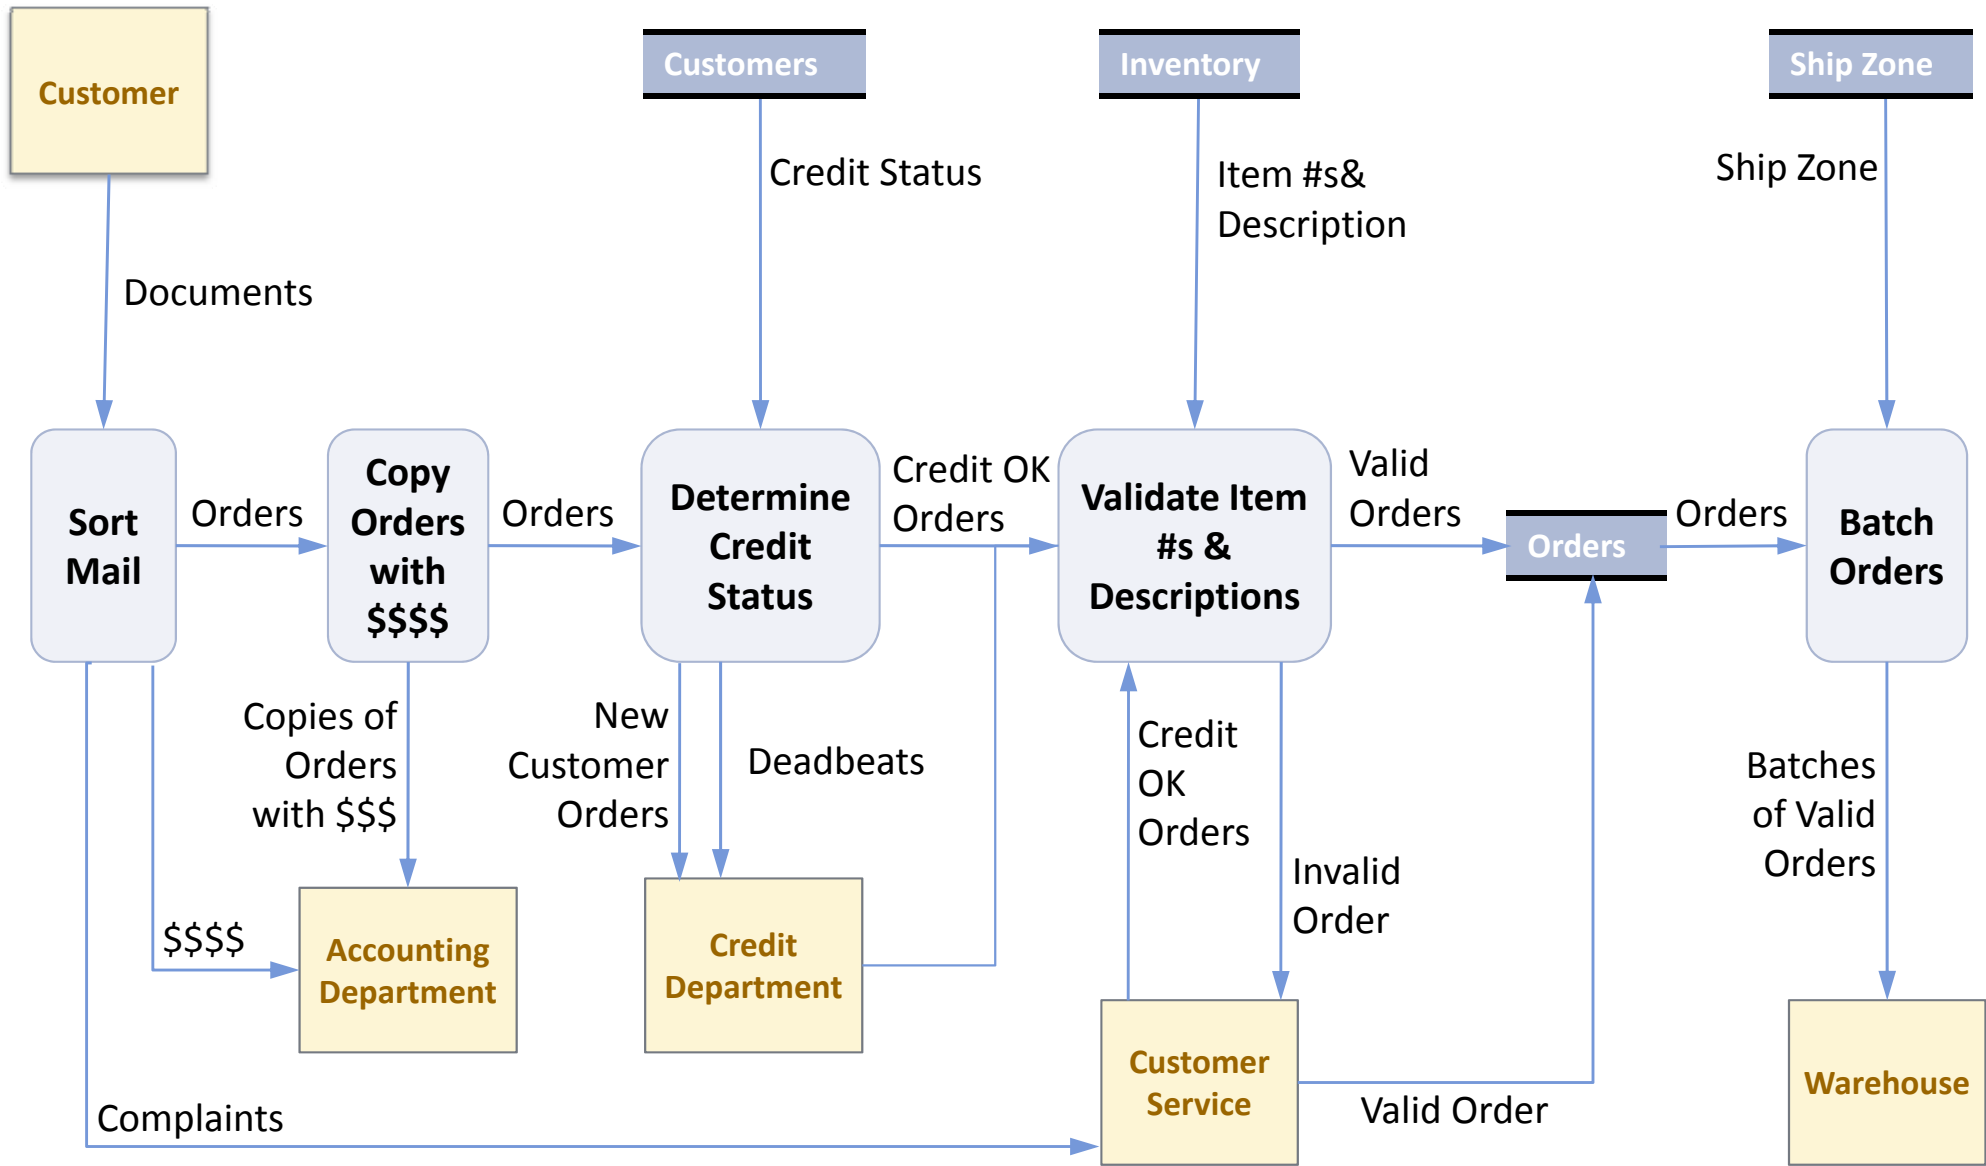 Customer
Customers
Inventory
Ship Zone
Credit Status
Item #s&
Description
Ship Zone
Documents
Sort
Mail
Orders
Copy
Orders
with
$$$$
Orders
Determine
Credit
Status
Credit OK
Orders
Validate Item
#s &
Descriptions
Valid
Orders
Orders
Orders
Batch
Orders
Copies of
Orders
with $$$
New
Customer
Orders
Deadbeats
Credit
OK
Orders
Invalid
Order
Batches
of Valid
Orders
$$$$
Accounting
Department
Credit
Department
Customer
Service
Valid Order
Warehouse
Complaints